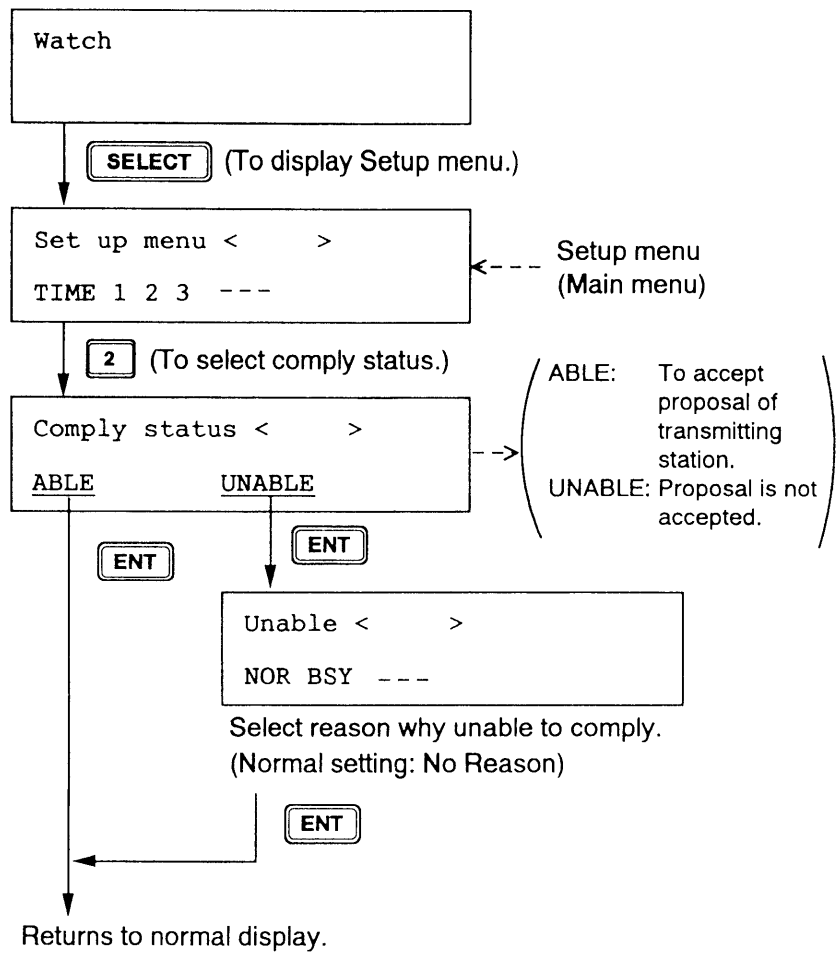 Watch
SELECT (To display Setup menu.)
Set up menu <      >
TIME 1 2 3 ---
Setup menu
(Main menu)
2 (To select comply status.)
Comply status <      >
ABLE UNABLE
ABLE: To accept
proposal of
transmitting
station.
UNABLE: Proposal is not
accepted.
ENT
ENT
Unable <      >
NOR BSY ---
Select reason why unable to comply.
(Normal setting: No Reason)
ENT
Returns to normal display.